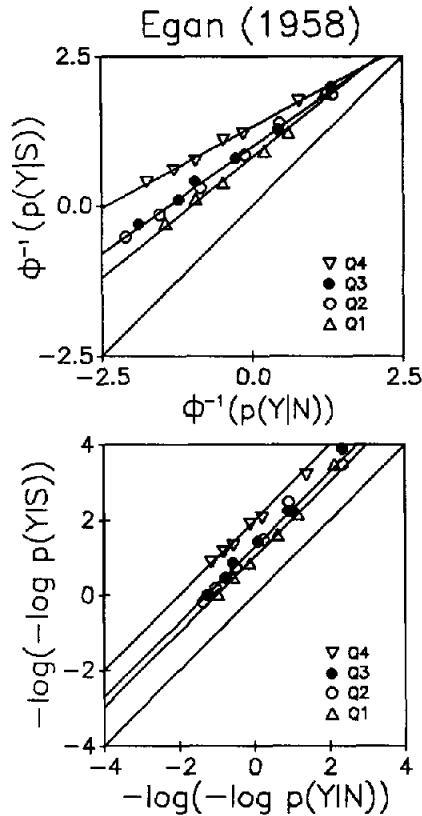 Egan (1958)
2.5
0.0
−2.5
Φ⁻¹(p(Y|S))
▽ Q4
● Q3
○ Q2
△ Q1
−2.5 0.0 2.5
Φ⁻¹(p(Y|N))
4
2
0
−2
−4
−log(−log p(Y|S))
▽ Q4
● Q3
○ Q2
△ Q1
−4 −2 0 2 4
−log(−log p(Y|N))